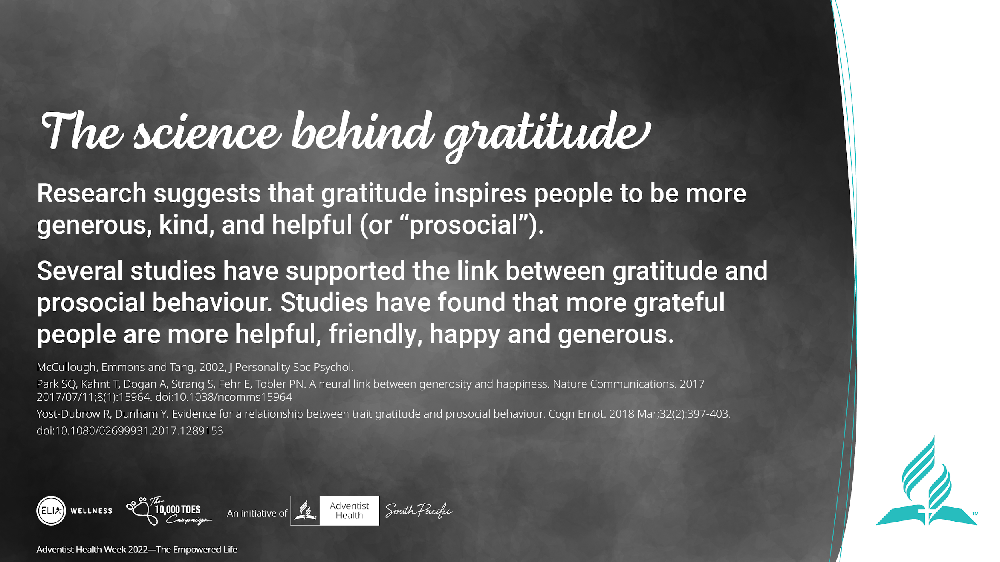 The science behind gratitude
Research suggests that gratitude inspires people to be more
generous, kind, and helpful (or “prosocial”).
Several studies have supported the link between gratitude and
prosocial behaviour. Studies have found that more grateful
people are more helpful, friendly, happy and generous.
McCullough, Emmons and Tang, 2002, J Personality Soc Psychol.
Park SQ, Kahnt T, Dogan A, Strang S, Fehr E, Tobler PN. A neural link between generosity and happiness. Nature Communications. 2017
2017/07/11;8(1):15964. doi:10.1038/ncomms15964
Yost-Dubrow R, Dunham Y. Evidence for a relationship between trait gratitude and prosocial behaviour. Cogn Emot. 2018 Mar;32(2):397-403.
doi:10.1080/02699931.2017.1289153
ELIA WELLNESS
The
10,000 TOES
Campaign
An initiative of
Adventist
Health
South Pacific
TM
Adventist Health Week 2022—The Empowered Life